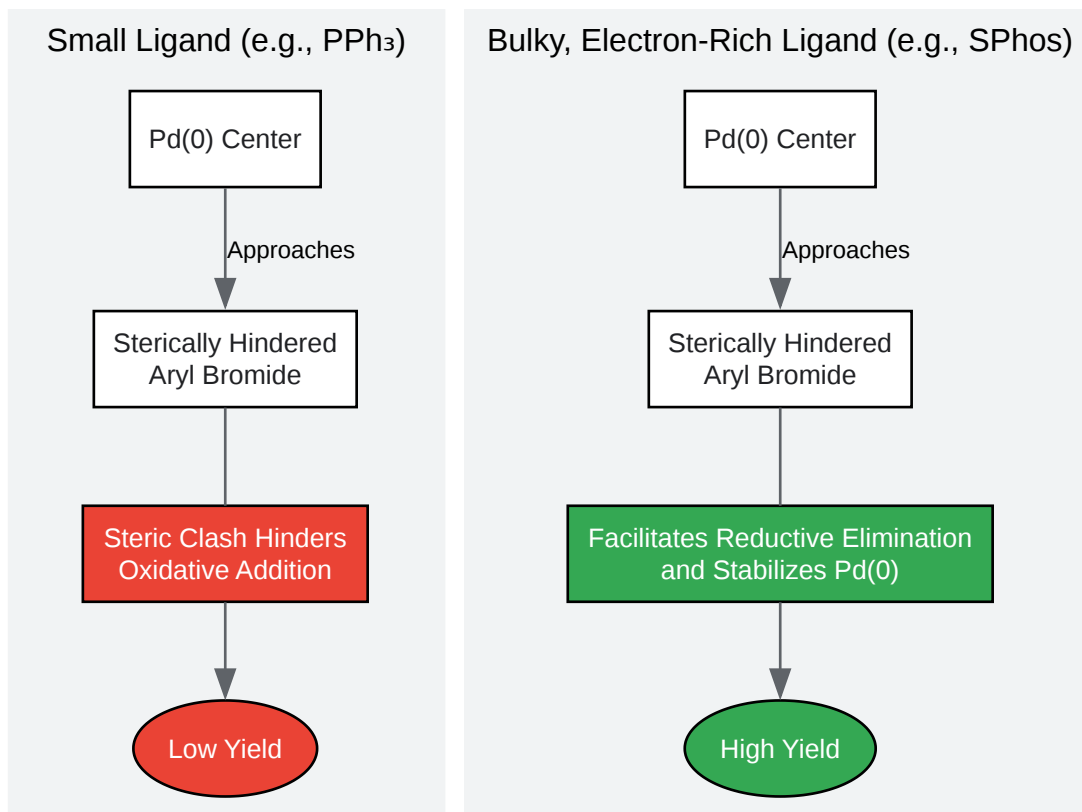 Small Ligand (e.g., PPh₃)
Pd(0) Center
Approaches
Sterically Hindered
Aryl Bromide
Steric Clash Hinders
Oxidative Addition
Low Yield
Bulky, Electron-Rich Ligand (e.g., SPhos)
Pd(0) Center
Approaches
Sterically Hindered
Aryl Bromide
Facilitates Reductive Elimination
and Stabilizes Pd(0)
High Yield